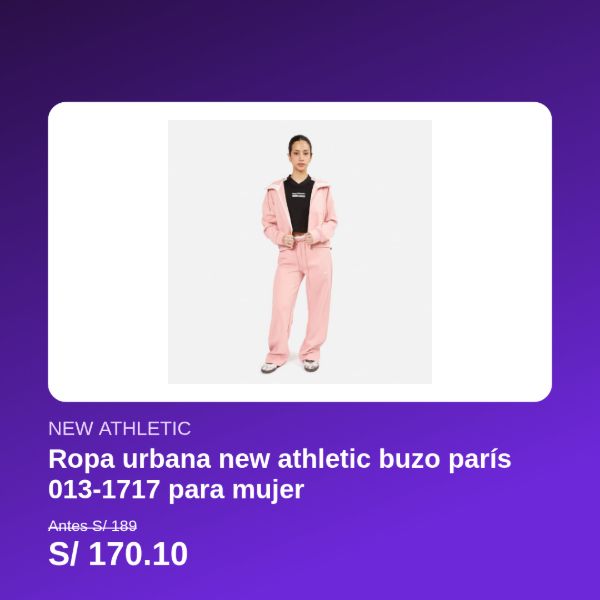 NEW ATHLETIC
Ropa urbana new athletic buzo parís
013-1717 para mujer
Antes S/ 189
S/ 170.10